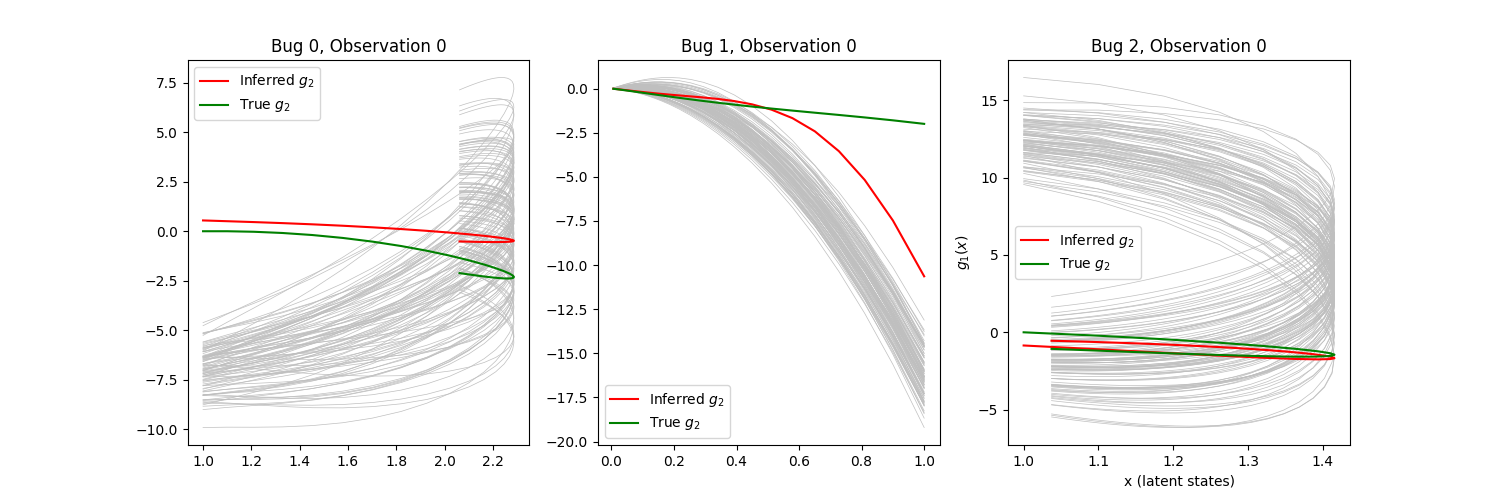 Bug 0, Observation 0
Inferred g2
True g2
7.5
5.0
2.5
0.0
−2.5
−5.0
−7.5
−10.0
1.0 1.2 1.4 1.6 1.8 2.0 2.2
Bug 1, Observation 0
0.0
−2.5
−5.0
−7.5
−10.0
−12.5
−15.0
−17.5
−20.0
Inferred g2
True g2
0.0 0.2 0.4 0.6 0.8 1.0
Bug 2, Observation 0
15
10
5
0
−5
g1(x)
Inferred g2
True g2
1.0 1.1 1.2 1.3 1.4
x (latent states)